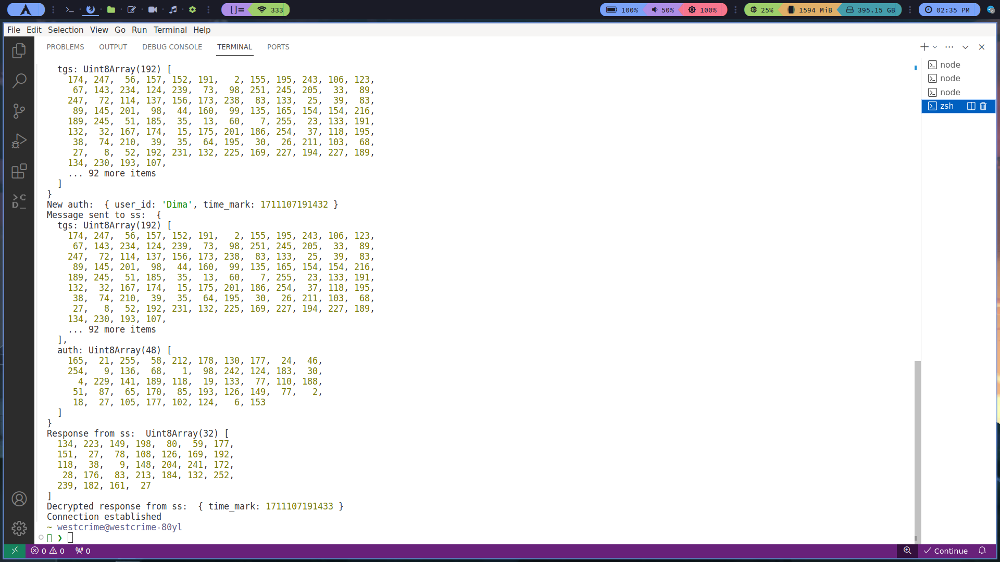 []= 333 100% 50% 100% 25% 1594 MiB 395.15 GB 02:35 PM
File Edit Selection View Go Run Terminal Help
PROBLEMS OUTPUT DEBUG CONSOLE TERMINAL PORTS
tgs: Uint8Array(192) [
174, 247, 56, 157, 152, 191, 2, 155, 195, 243, 106, 123,
67, 143, 234, 124, 239, 73, 98, 251, 245, 205, 33, 89,
247, 72, 114, 137, 156, 173, 238, 83, 133, 25, 39, 83,
89, 145, 201, 98, 44, 160, 99, 135, 165, 154, 154, 216,
189, 245, 51, 185, 35, 13, 60, 7, 255, 23, 133, 191,
132, 32, 167, 174, 15, 175, 201, 186, 254, 37, 118, 195,
38, 74, 210, 39, 35, 64, 195, 30, 26, 211, 103, 68,
27, 8, 52, 192, 231, 132, 225, 169, 227, 194, 227, 189,
134, 230, 193, 107,
... 92 more items
]
}
New auth: { user_id: 'Dima', time_mark: 1711107191432 }
Message sent to ss: {
tgs: Uint8Array(192) [
174, 247, 56, 157, 152, 191, 2, 155, 195, 243, 106, 123,
67, 143, 234, 124, 239, 73, 98, 251, 245, 205, 33, 89,
247, 72, 114, 137, 156, 173, 238, 83, 133, 25, 39, 83,
89, 145, 201, 98, 44, 160, 99, 135, 165, 154, 154, 216,
189, 245, 51, 185, 35, 13, 60, 7, 255, 23, 133, 191,
132, 32, 167, 174, 15, 175, 201, 186, 254, 37, 118, 195,
38, 74, 210, 39, 35, 64, 195, 30, 26, 211, 103, 68,
27, 8, 52, 192, 231, 132, 225, 169, 227, 194, 227, 189,
134, 230, 193, 107,
... 92 more items
],
auth: Uint8Array(48) [
165, 21, 255, 58, 212, 178, 130, 177, 24, 46,
254, 9, 136, 68, 1, 98, 242, 124, 183, 30,
4, 229, 141, 189, 118, 19, 133, 77, 110, 188,
51, 87, 65, 170, 85, 193, 126, 149, 77, 2,
18, 27, 105, 177, 102, 124, 6, 153
]
}
Response from ss: Uint8Array(32) [
134, 223, 149, 198, 80, 59, 177,
151, 27, 78, 108, 126, 169, 192,
118, 38, 9, 148, 204, 241, 172,
28, 176, 83, 213, 184, 132, 252,
239, 182, 161, 27
]
Decrypted response from ss: { time_mark: 1711107191433 }
Connection established
~ westcrime@westcrime-80yl
❯
node
node
node
zsh
0 0 0 Continue